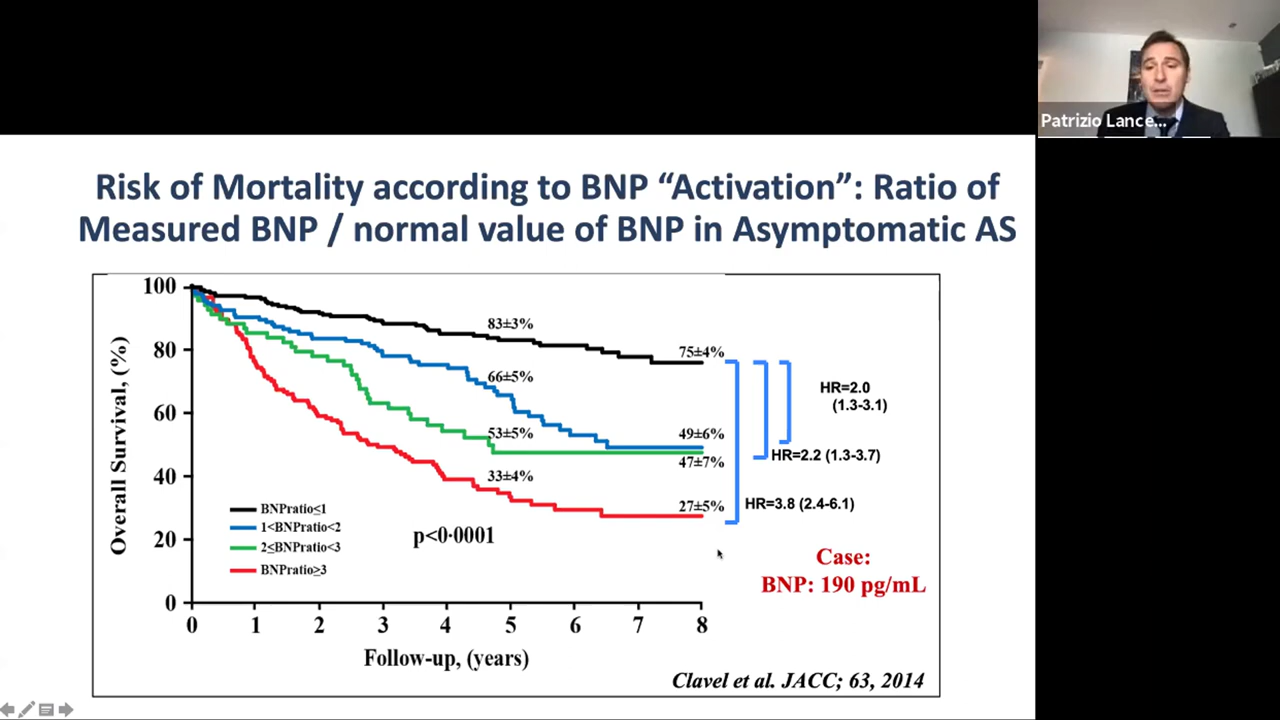 Patrizio Lance...
Risk of Mortality according to BNP “Activation”: Ratio of
Measured BNP / normal value of BNP in Asymptomatic AS
100
80
60
40
20
0
Overall Survival, (%)
83±3%
75±4%
66±5%
49±6%
53±5%
47±7%
33±4%
27±5%
HR=2.0
(1.3-3.1)
HR=2.2 (1.3-3.7)
HR=3.8 (2.4-6.1)
BNPratio≤1
1<BNPratio<2
2≤BNPratio<3
BNPratio≥3
p<0·0001
Case:
BNP: 190 pg/mL
0 1 2 3 4 5 6 7 8
Follow-up, (years)
Clavel et al. JACC; 63, 2014